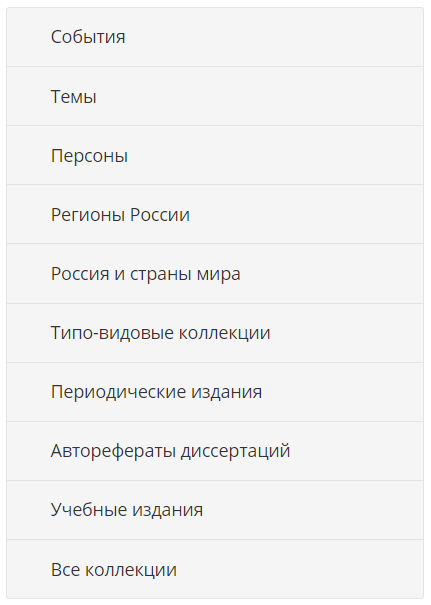 События
Темы
Персоны
Регионы России
Россия и страны мира
Типо-видовые коллекции
Периодические издания
Авторефераты диссертаций
Учебные издания
Все коллекции